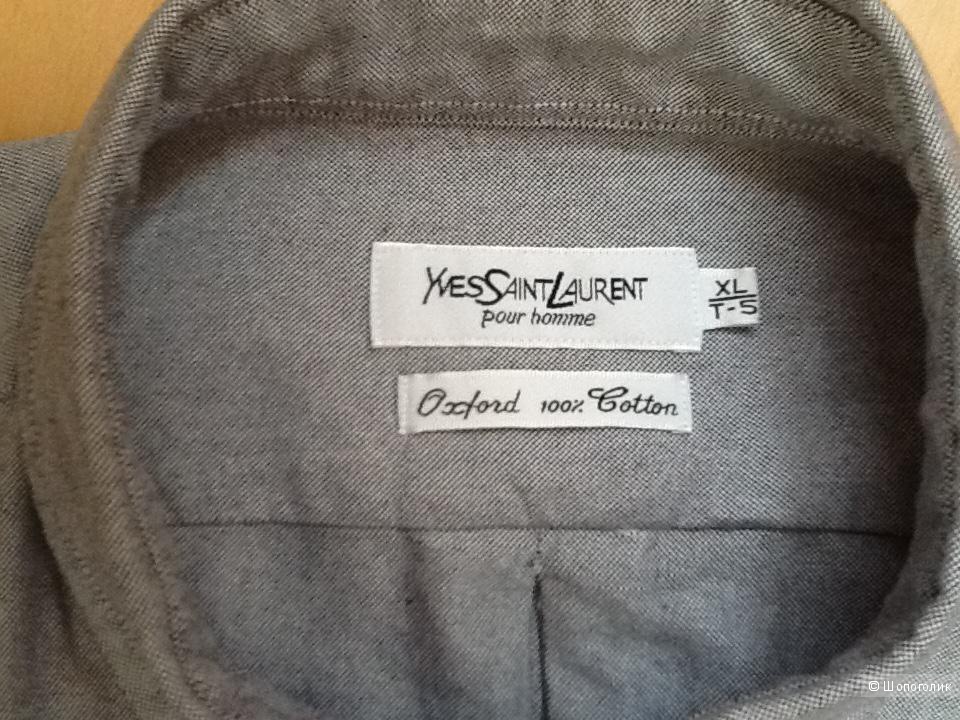 YVESSAINTLAURENT
pour homme
XL
T-5
Oxford 100% Cotton
© Шопоголик